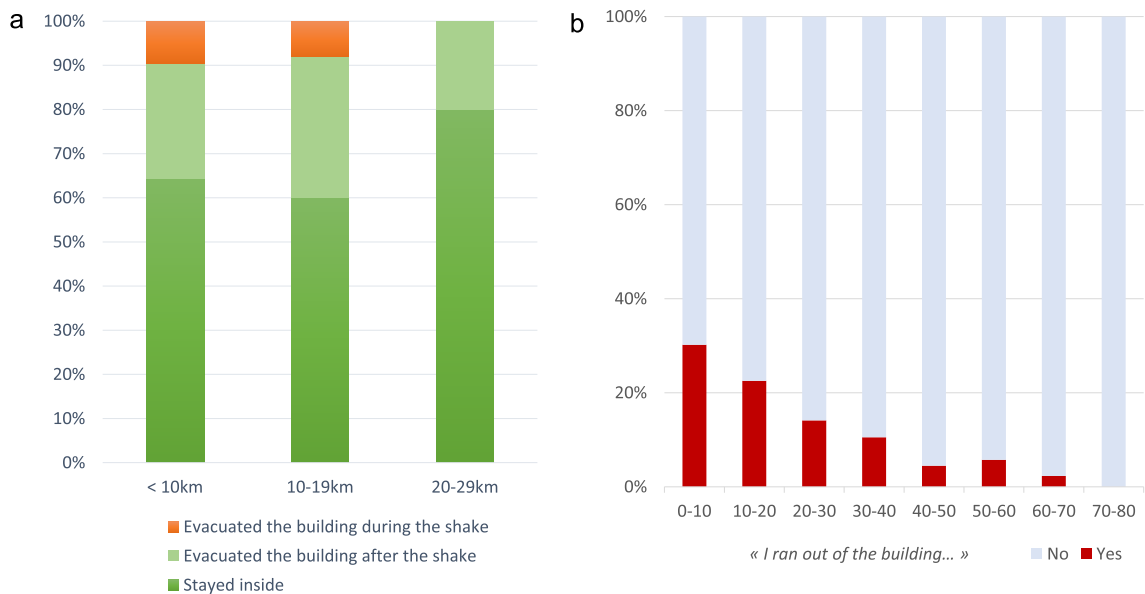 a
100%
90%
80%
70%
60%
50%
40%
30%
20%
10%
0%
< 10km 10-19km 20-29km
Evacuated the building during the shake
Evacuated the building after the shake
Stayed inside
b
100%
80%
60%
40%
20%
0%
0-10 10-20 20-30 30-40 40-50 50-60 60-70 70-80
« I ran out of the building... » No Yes